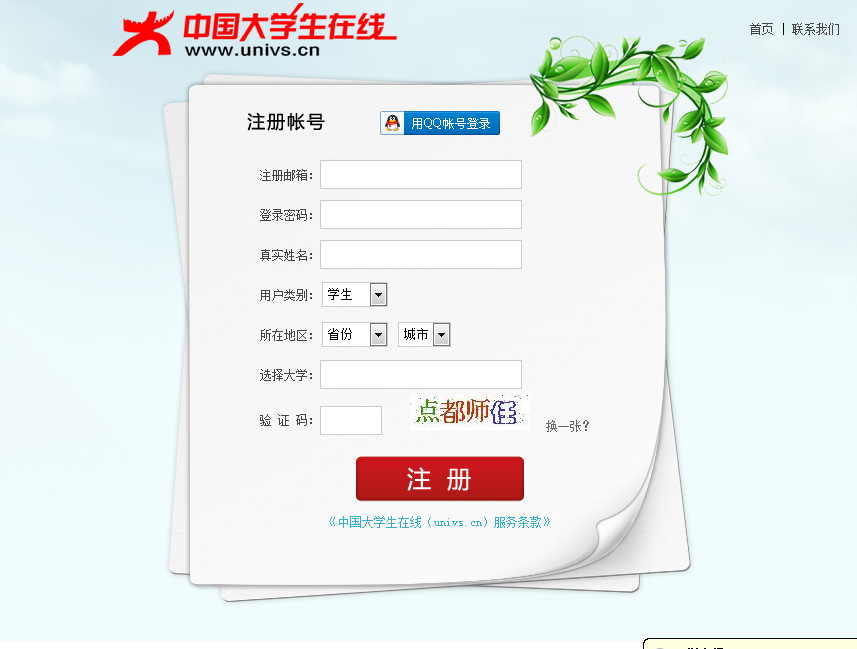 中国大学生在线
www.univs.cn
首页 | 联系我们
注册帐号
用QQ帐号登录
注册邮箱:
登录密码:
真实姓名:
用户类别: 学生
所在地区: 省份 城市
选择大学:
验 证 码: 点都师
换一张?
注 册
《中国大学生在线（univs.cn）服务条款》